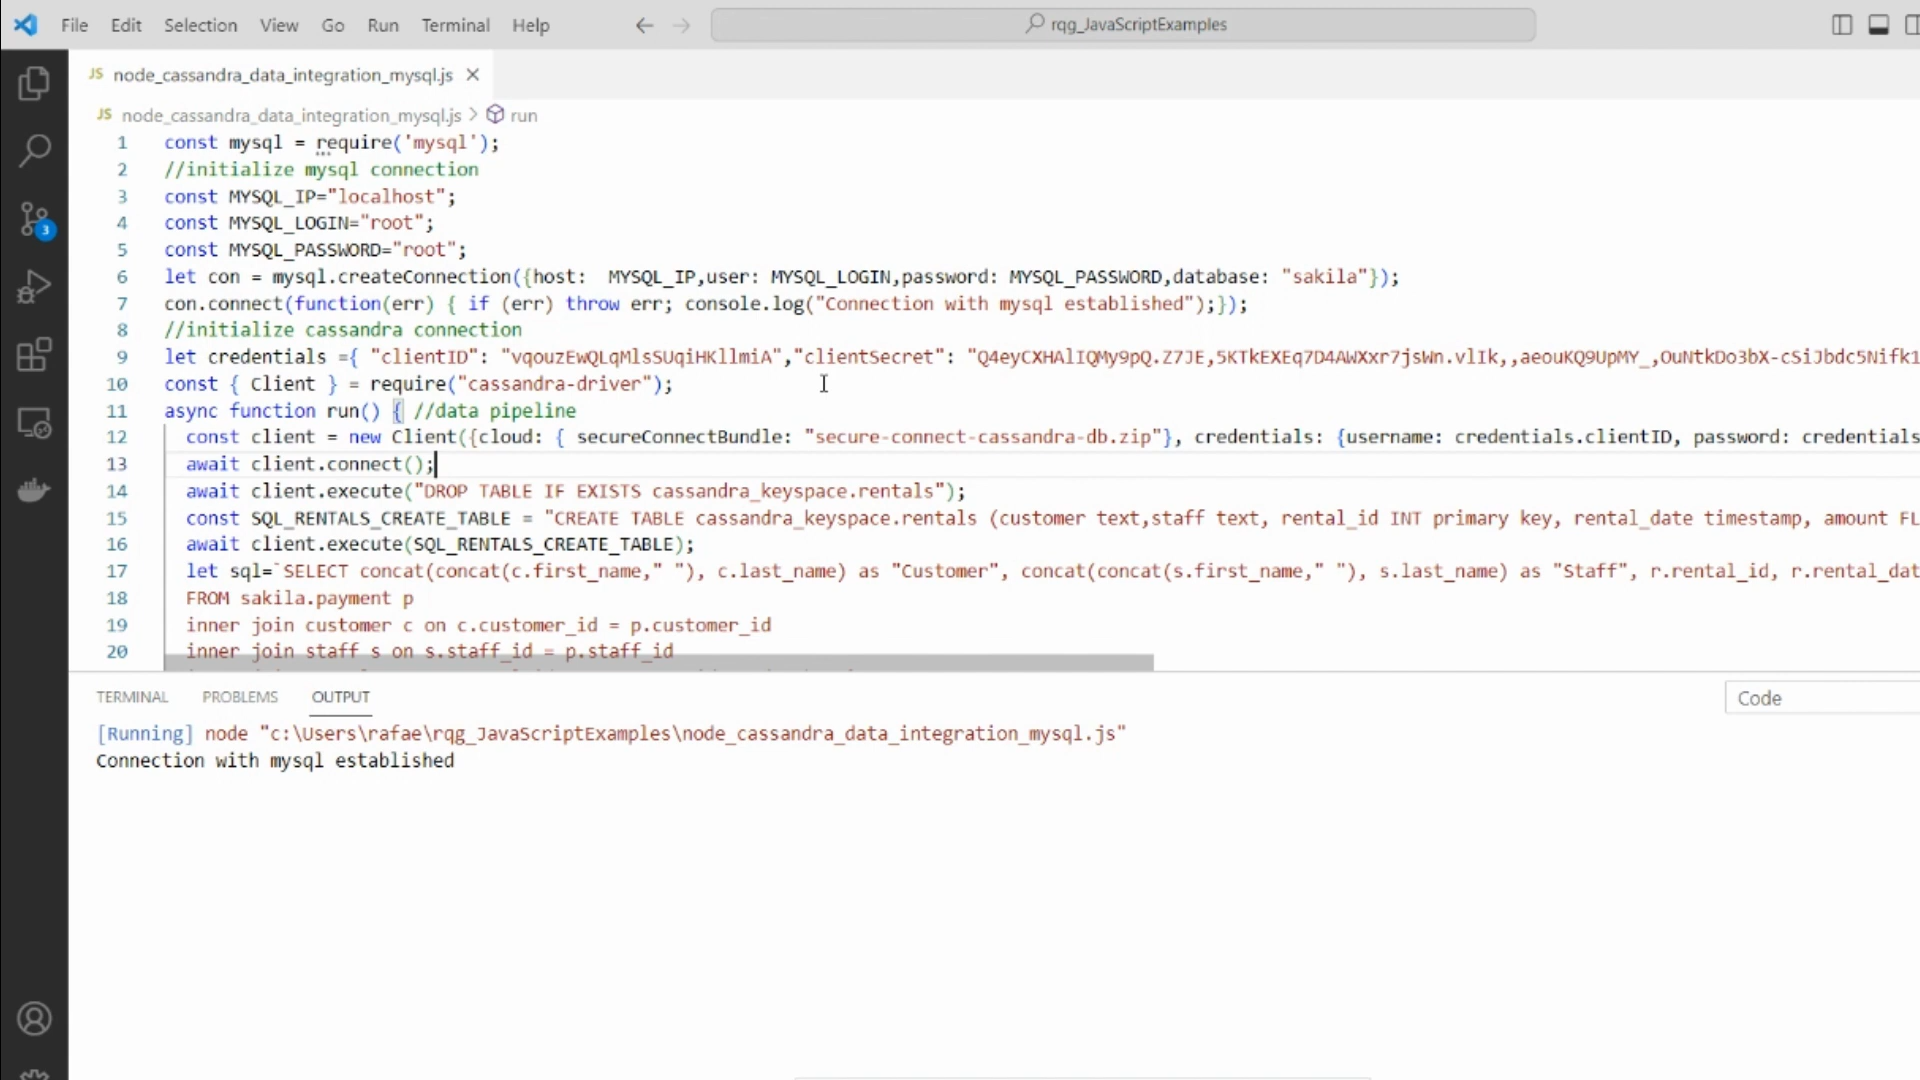 File Edit Selection View Go Run Terminal Help
rqg_JavaScriptExamples
JS node_cassandra_data_integration_mysql.js
JS node_cassandra_data_integration_mysql.js > run
3
1 const mysql = require('mysql');
2 //initialize mysql connection
3 const MYSQL_IP="localhost";
4 const MYSQL_LOGIN="root";
5 const MYSQL_PASSWORD="root";
6 let con = mysql.createConnection({host:  MYSQL_IP,user: MYSQL_LOGIN,password: MYSQL_PASSWORD,database: "sakila"});
7 con.connect(function(err) { if (err) throw err; console.log("Connection with mysql established");});
8 //initialize cassandra connection
9 let credentials ={ "clientID": "vqouzEwQLqMlsSUqiHKllmiA","clientSecret": "Q4eyCXHAlIQMy9pQ.Z7JE,5KTkEXEq7D4AWXxr7jsWn.vlIk,,aeouKQ9UpMY_,OuNtkDo3bX-cSiJbdc5Nifk1
10 const { Client } = require("cassandra-driver");
11 async function run() { //data pipeline
12 const client = new Client({cloud: { secureConnectBundle: "secure-connect-cassandra-db.zip"}, credentials: {username: credentials.clientID, password: credentials
13 await client.connect();
14 await client.execute("DROP TABLE IF EXISTS cassandra_keyspace.rentals");
15 const SQL_RENTALS_CREATE_TABLE = "CREATE TABLE cassandra_keyspace.rentals (customer text,staff text, rental_id INT primary key, rental_date timestamp, amount FL
16 await client.execute(SQL_RENTALS_CREATE_TABLE);
17 let sql=`SELECT concat(concat(c.first_name," "), c.last_name) as "Customer", concat(concat(s.first_name," "), s.last_name) as "Staff", r.rental_id, r.rental_dat
18 FROM sakila.payment p
19 inner join customer c on c.customer_id = p.customer_id
20 inner join staff s on s.staff_id = p.staff_id
TERMINAL PROBLEMS OUTPUT Code
[Running] node "c:\Users\rafae\rqg_JavaScriptExamples\node_cassandra_data_integration_mysql.js"
Connection with mysql established